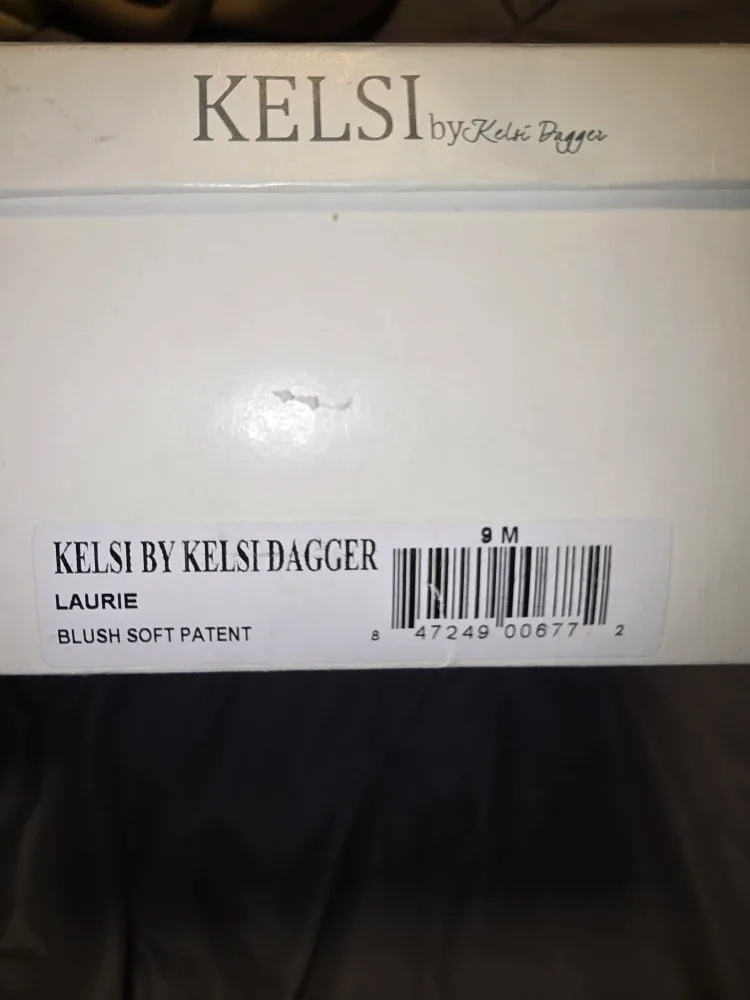 KELSI by Kelsi Dagger
9 M
KELSI BY KELSI DAGGER
LAURIE
BLUSH SOFT PATENT
8 47249 00677 2